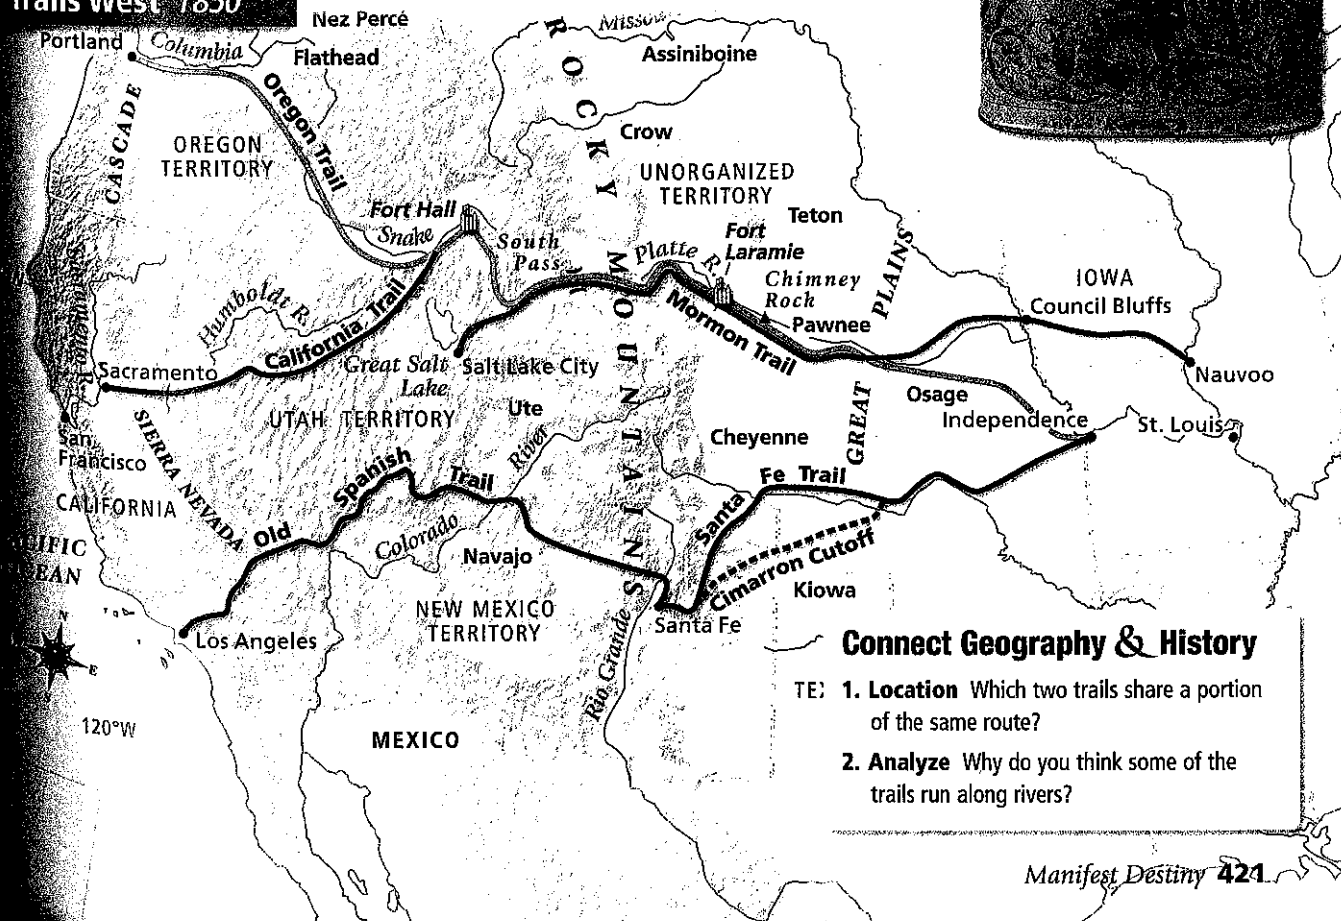 Trails West 1850
Nez Percé
Portland
Columbia
Flathead
Assiniboine
ROCKY MOUNTAINS
CASCADE
Oregon Trail
OREGON
TERRITORY
Crow
UNORGANIZED
TERRITORY
Teton
Fort Hall
Snake
South
Pass
Platte R.
Fort
Laramie
Chimney
Rock
GREAT PLAINS
IOWA
Council Bluffs
Humboldt R.
California Trail
Mormon Trail
Pawnee
Sacramento
Great Salt
Lake
Salt Lake City
Nauvoo
UTAH TERRITORY
Ute
Osage
Independence
St. Louis
San
Francisco
SIERRA NEVADA
CALIFORNIA
Cheyenne
Old Spanish Trail
Colorado River
Santa Fe Trail
Cimarron Cutoff
Navajo
Kiowa
NEW MEXICO
TERRITORY
Santa Fe
Rio Grande
Los Angeles
N
E
120°W
MEXICO
Connect Geography & History
1. Location Which two trails share a portion
of the same route?
2. Analyze Why do you think some of the
trails run along rivers?
Manifest Destiny 421